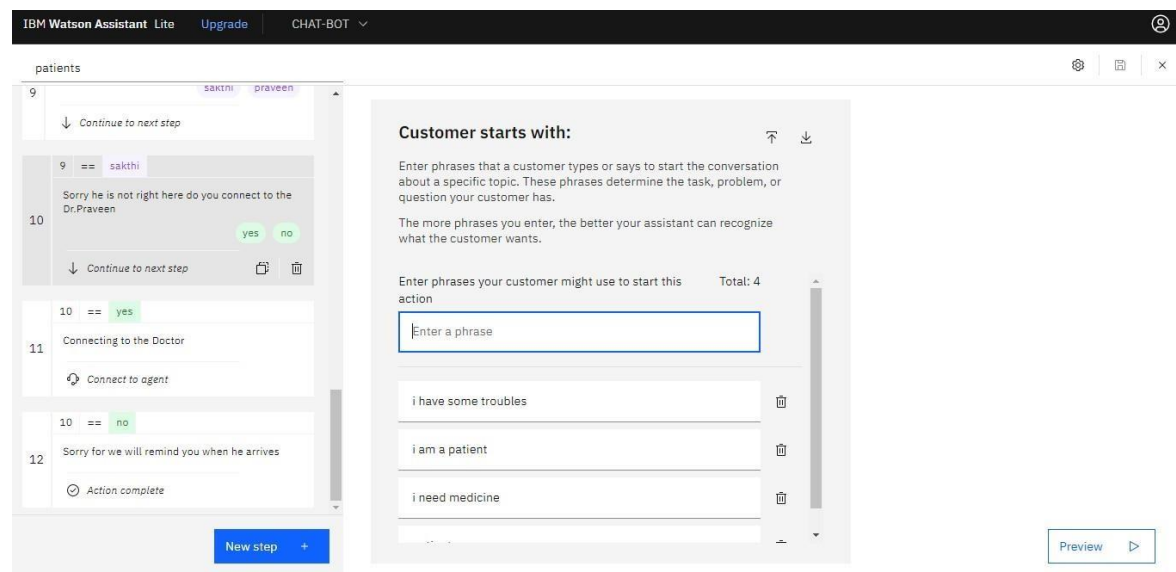 IBM Watson Assistant Lite Upgrade CHAT-BOT
patients
9
sakthi praveen
Continue to next step
9 == sakthi
Sorry he is not right here do you connect to the
Dr.Praveen
10
yes no
Continue to next step
10 == yes
Connecting to the Doctor
11
Connect to agent
10 == no
Sorry for we will remind you when he arrives
12
Action complete
New step +
Customer starts with:
Enter phrases that a customer types or says to start the conversation
about a specific topic. These phrases determine the task, problem, or
question your customer has.
The more phrases you enter, the better your assistant can recognize
what the customer wants.
Enter phrases your customer might use to start this
action
Total: 4
Enter a phrase
i have some troubles
i am a patient
i need medicine
Preview